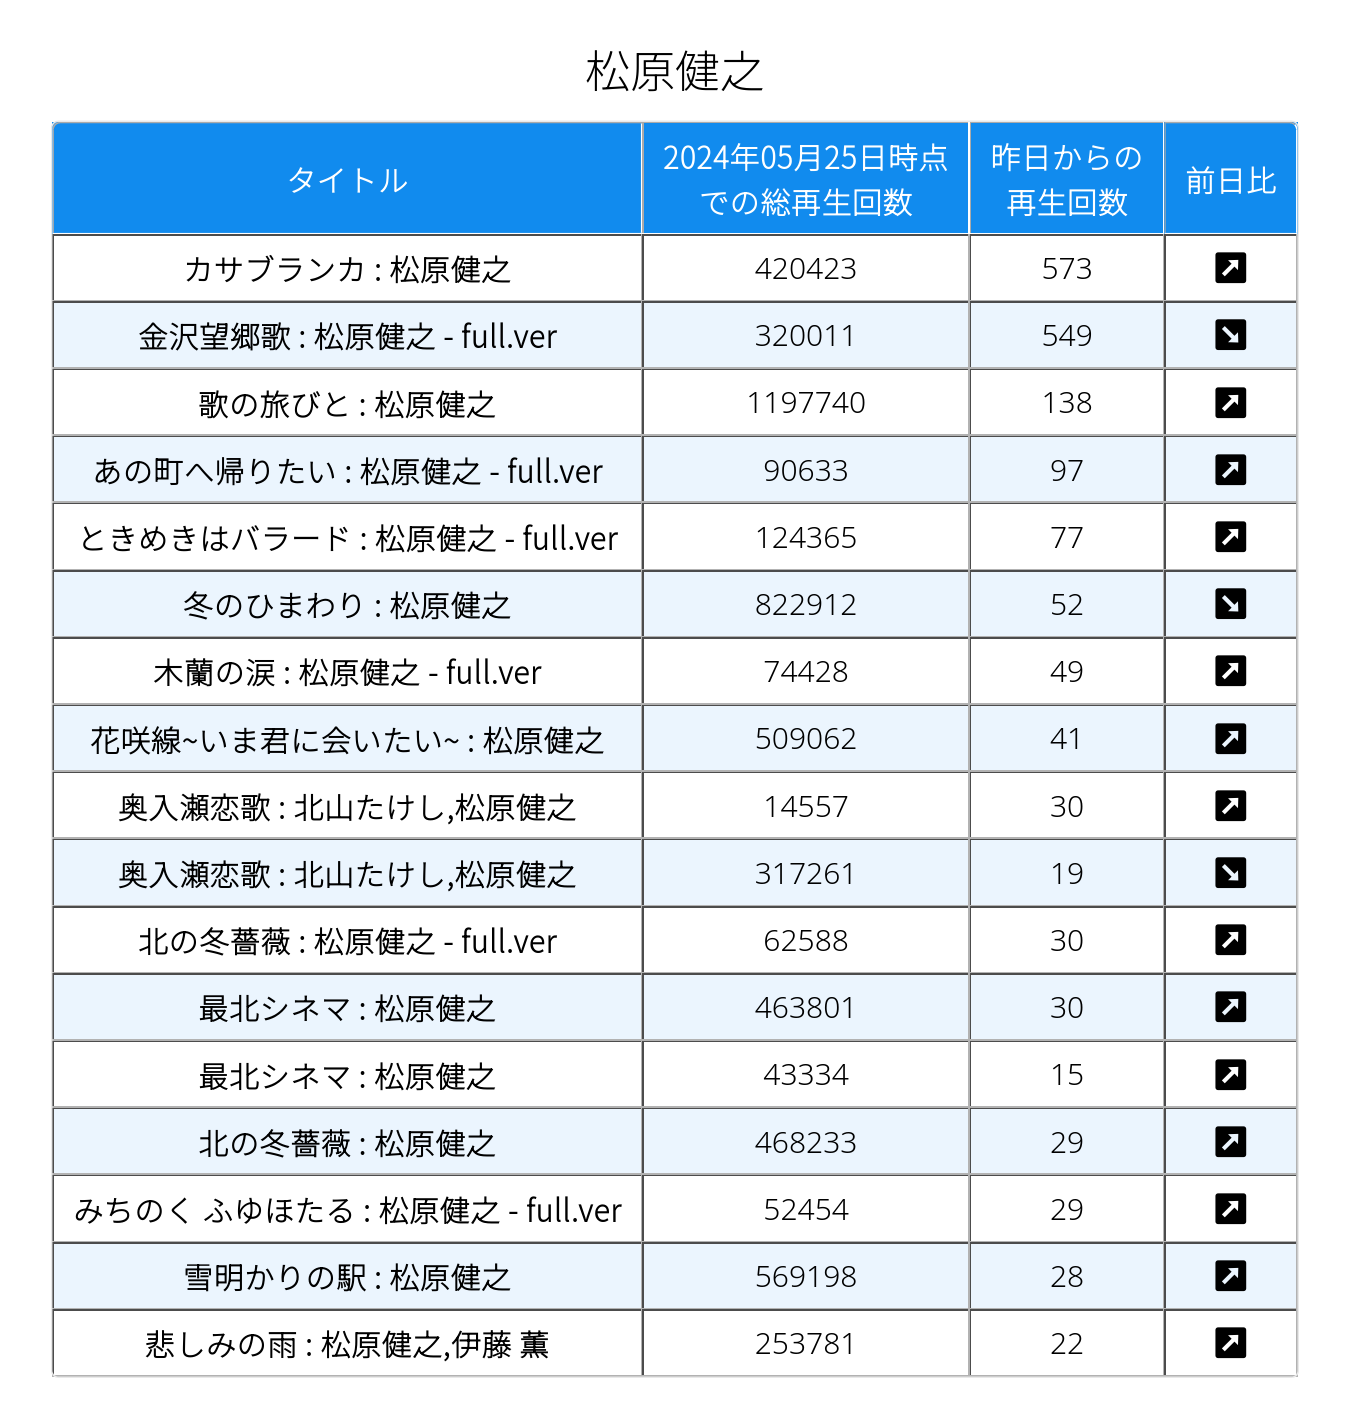 松原健之
タイトル
2024年05月25日時点
での総再生回数
昨日からの
再生回数
前日比
カサブランカ : 松原健之 420423 573 ↗
金沢望郷歌 : 松原健之 - full.ver 320011 549 ↘
歌の旅びと : 松原健之 1197740 138 ↗
あの町へ帰りたい : 松原健之 - full.ver 90633 97 ↗
ときめきはバラード : 松原健之 - full.ver 124365 77 ↗
冬のひまわり : 松原健之 822912 52 ↘
木蘭の涙 : 松原健之 - full.ver 74428 49 ↗
花咲線~いま君に会いたい~ : 松原健之 509062 41 ↗
奥入瀬恋歌 : 北山たけし,松原健之 14557 30 ↗
奥入瀬恋歌 : 北山たけし,松原健之 317261 19 ↘
北の冬薔薇 : 松原健之 - full.ver 62588 30 ↗
最北シネマ : 松原健之 463801 30 ↗
最北シネマ : 松原健之 43334 15 ↗
北の冬薔薇 : 松原健之 468233 29 ↗
みちのく ふゆほたる : 松原健之 - full.ver 52454 29 ↗
雪明かりの駅 : 松原健之 569198 28 ↗
悲しみの雨 : 松原健之,伊藤 薫 253781 22 ↗